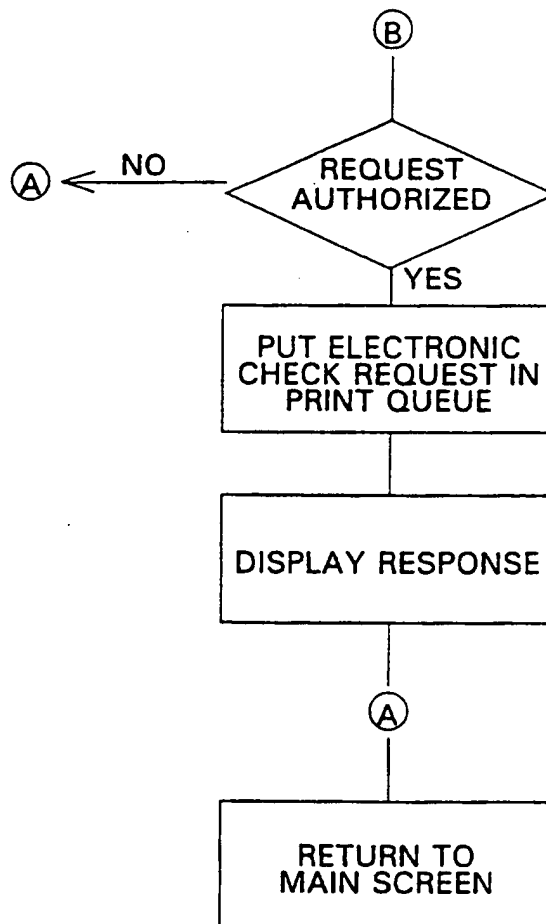 B
REQUEST
AUTHORIZED
NO
A
YES
PUT ELECTRONIC
CHECK REQUEST IN
PRINT QUEUE
DISPLAY RESPONSE
A
RETURN TO
MAIN SCREEN